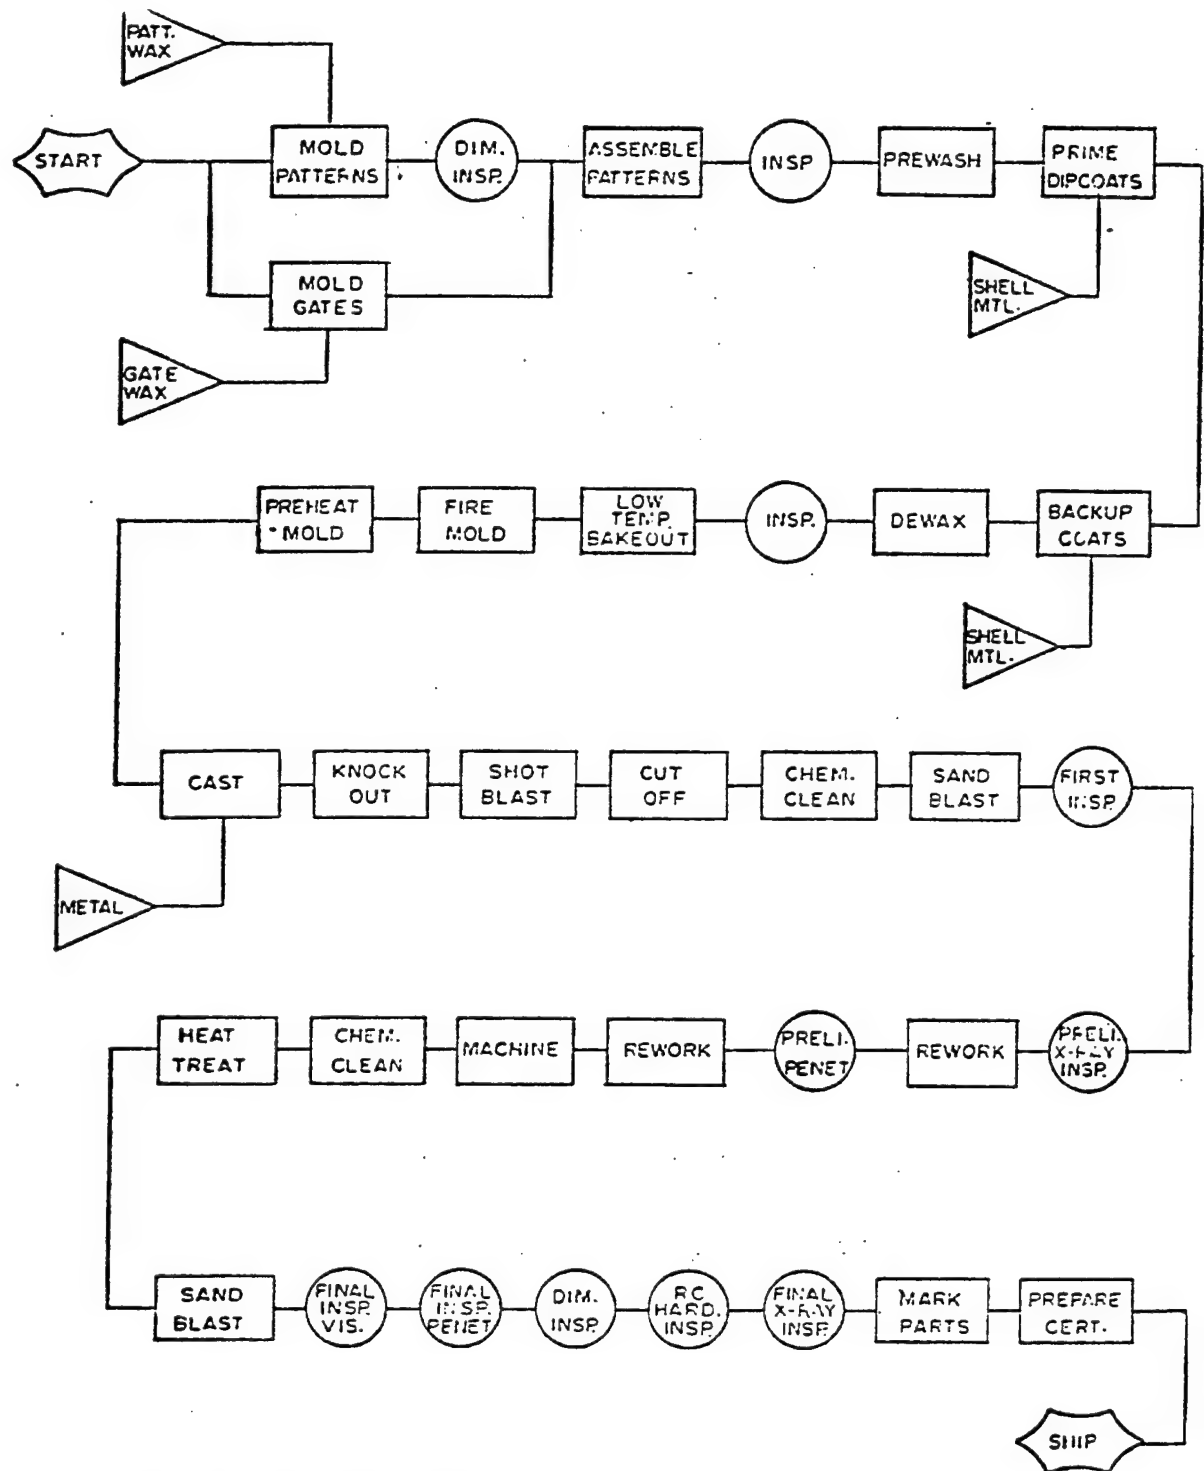 PATT.
WAX
START
MOLD
PATTERNS
DIM.
INSP.
ASSEMBLE
PATTERNS
INSP
PREWASH
PRIME
DIPCOATS
MOLD
GATES
SHELL
MTL.
GATE
WAX
PREHEAT
MOLD
FIRE
MOLD
LOW
TEMP.
BAKEOUT
INSP.
DEWAX
BACKUP
COATS
SHELL
MTL.
CAST
KNOCK
OUT
SHOT
BLAST
CUT
OFF
CHEM.
CLEAN
SAND
BLAST
FIRST
INSP.
METAL
HEAT
TREAT
CHEM.
CLEAN
MACHINE
REWORK
PRELI.
PENET
REWORK
PRELI.
X-RAY
INSP.
SAND
BLAST
FINAL
INSP.
VIS.
FINAL
INSP.
PENET
DIM.
INSP.
RC
HARD.
INSP.
FINAL
X-RAY
INSP.
MARK
PARTS
PREPARE
CERT.
SHIP